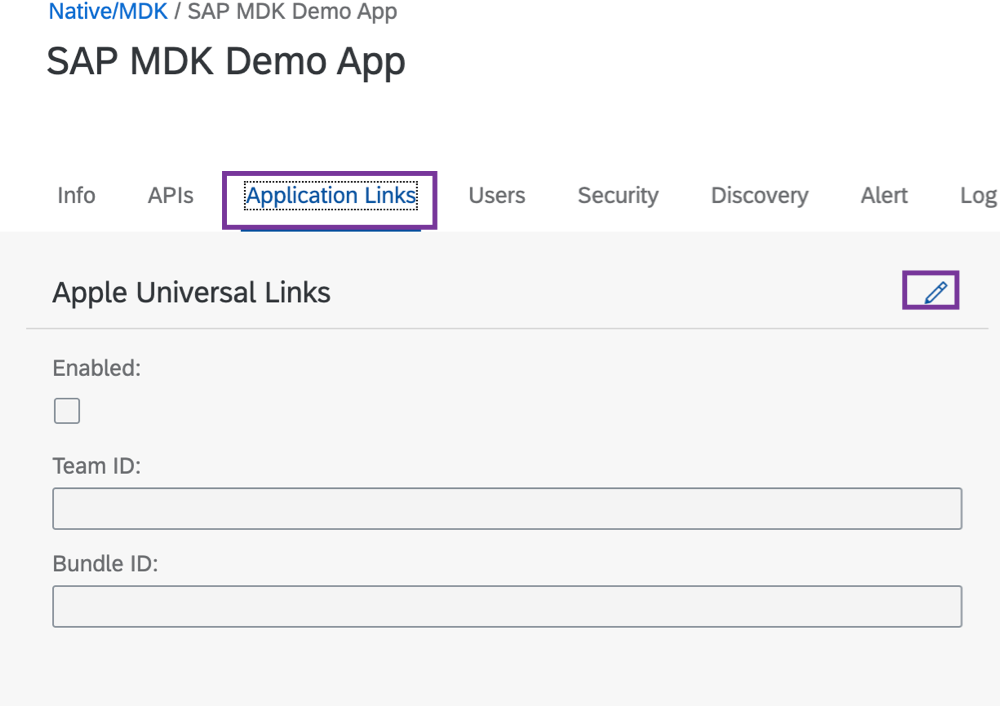 Native/MDK / SAP MDK Demo App
SAP MDK Demo App
Info APIs Application Links Users Security Discovery Alert Log
Apple Universal Links
Enabled:
Team ID:
Bundle ID: